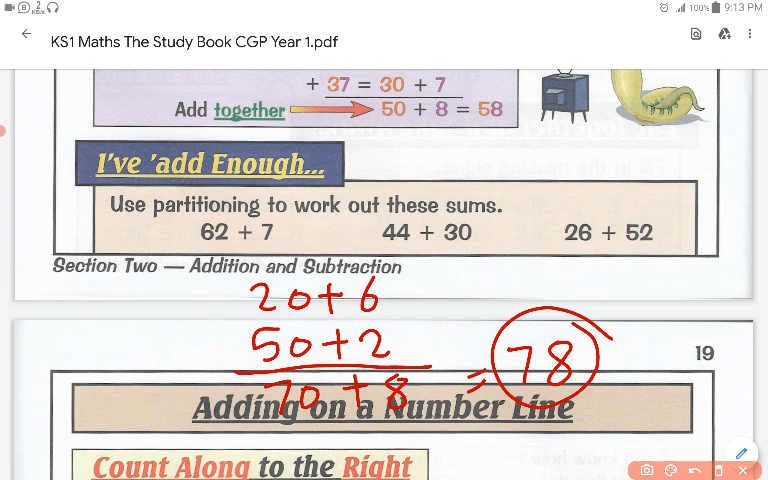 2
KB/s
100% 9:13 PM
KS1 Maths The Study Book CGP Year 1.pdf
+ 37 = 30 + 7
Add together 50 + 8 = 58
I've 'add Enough...
Use partitioning to work out these sums.
62 + 7 44 + 30 26 + 52
Section Two — Addition and Subtraction
20+6
50+2
70+8 = 78
19
Adding on a Number Line
Count Along to the Right